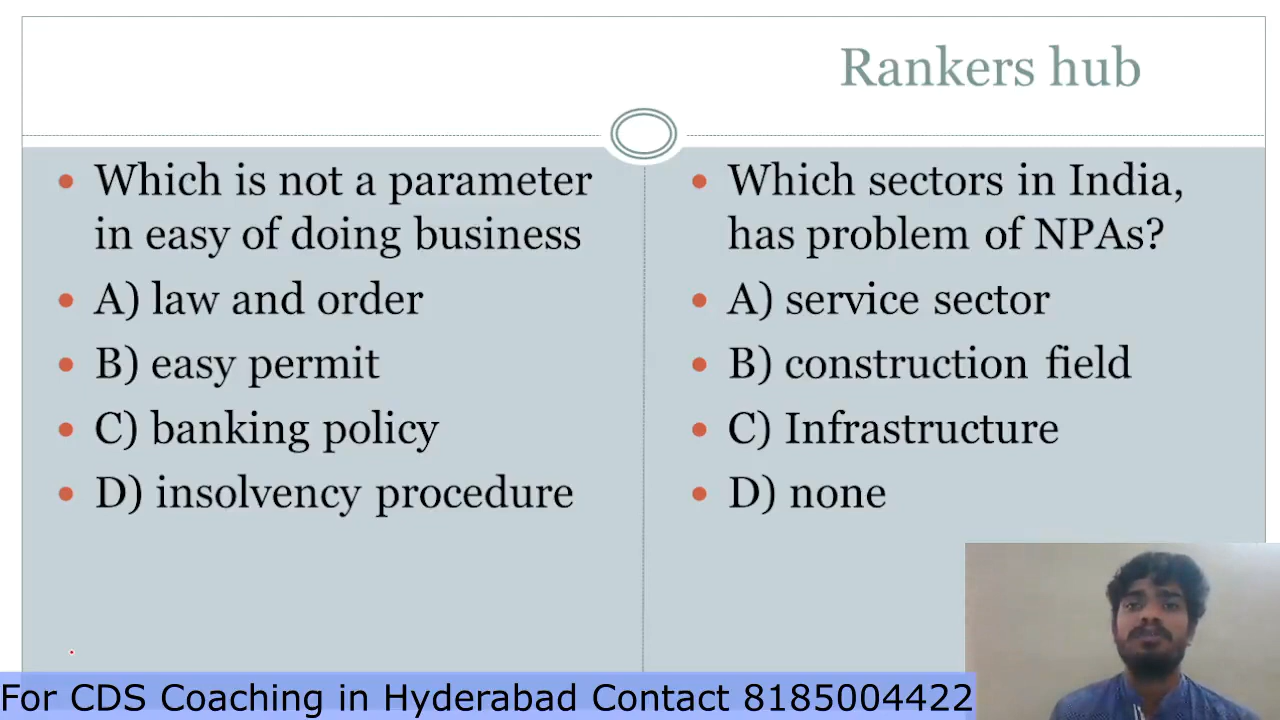 Rankers hub
Which is not a parameter
in easy of doing business
A) law and order
B) easy permit
C) banking policy
D) insolvency procedure
Which sectors in India,
has problem of NPAs?
A) service sector
B) construction field
C) Infrastructure
D) none
For CDS Coaching in Hyderabad Contact 8185004422